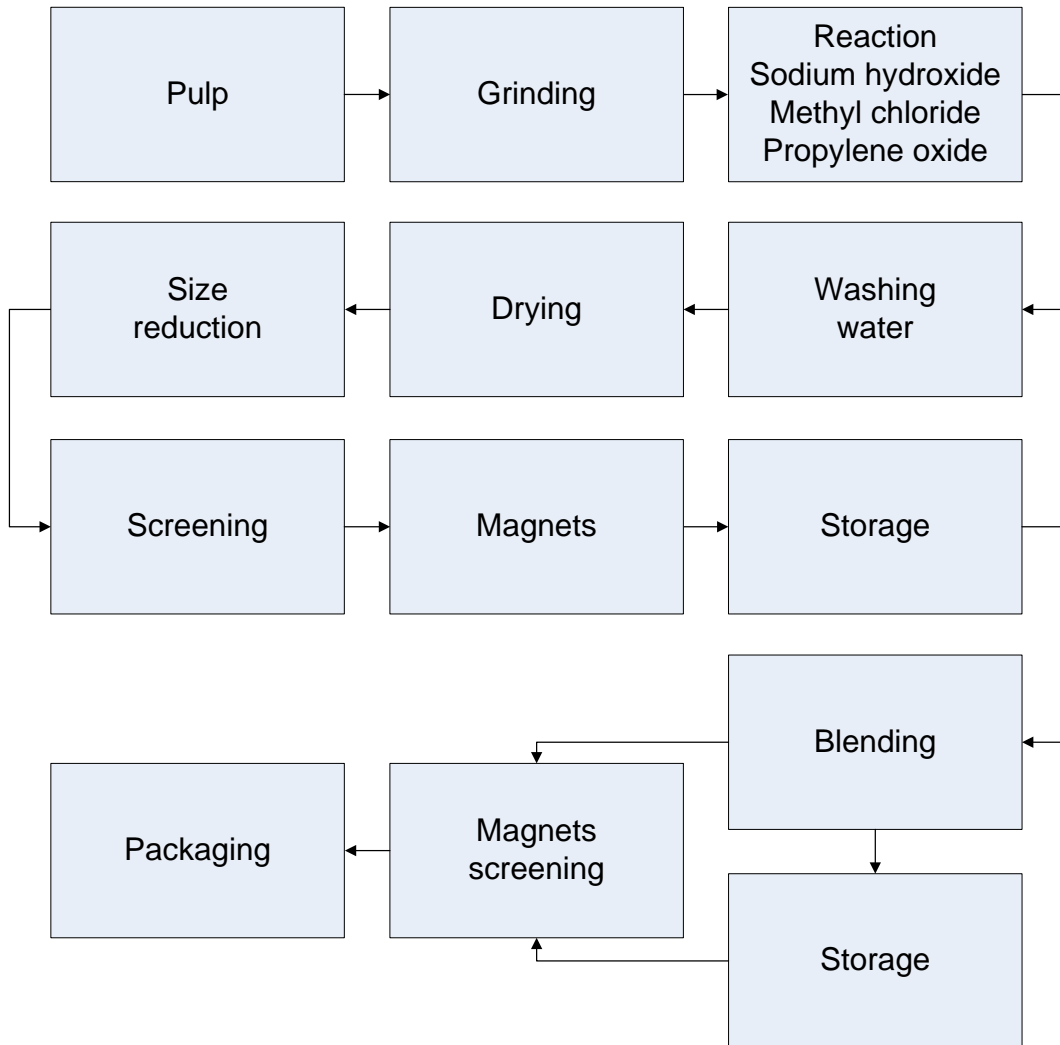 Pulp
Grinding
Reaction
Sodium hydroxide
Methyl chloride
Propylene oxide
Size
reduction
Drying
Washing
water
Screening
Magnets
Storage
Blending
Packaging
Magnets
screening
Storage